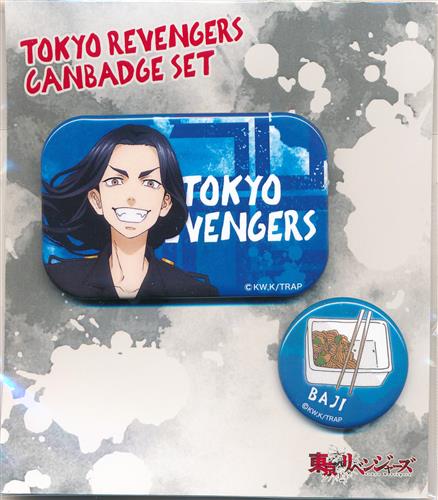 TOKYO REVENGERS
CANBADGE SET
TOKYO
EVENGERS
©KW,K/TRAP
BAJI
©KW,K/TRAP
東京リベンジャーズ